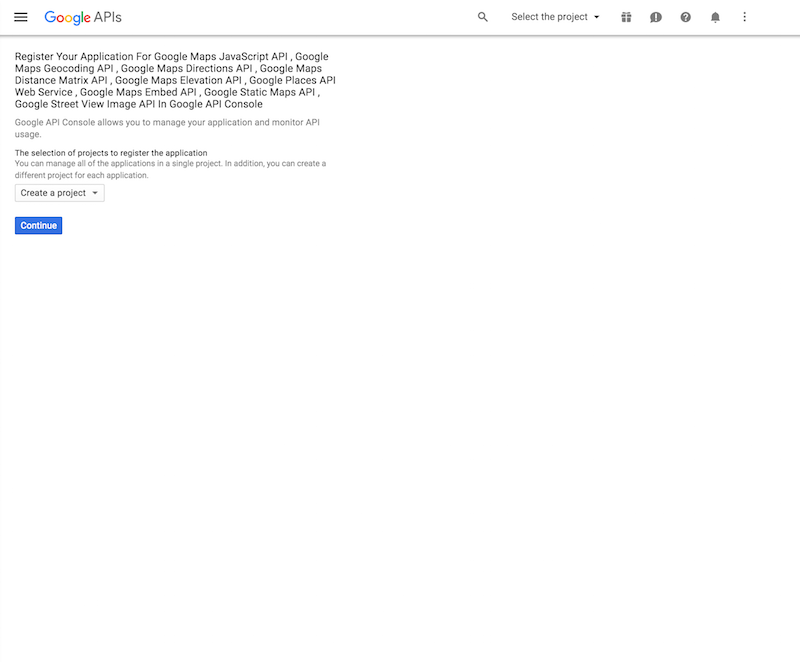 Google APIs
Select the project
Register Your Application For Google Maps JavaScript API , Google
Maps Geocoding API , Google Maps Directions API , Google Maps
Distance Matrix API , Google Maps Elevation API , Google Places API
Web Service , Google Maps Embed API , Google Static Maps API ,
Google Street View Image API In Google API Console
Google API Console allows you to manage your application and monitor API
usage.
The selection of projects to register the application
You can manage all of the applications in a single project. In addition, you can create a
different project for each application.
Create a project
Continue